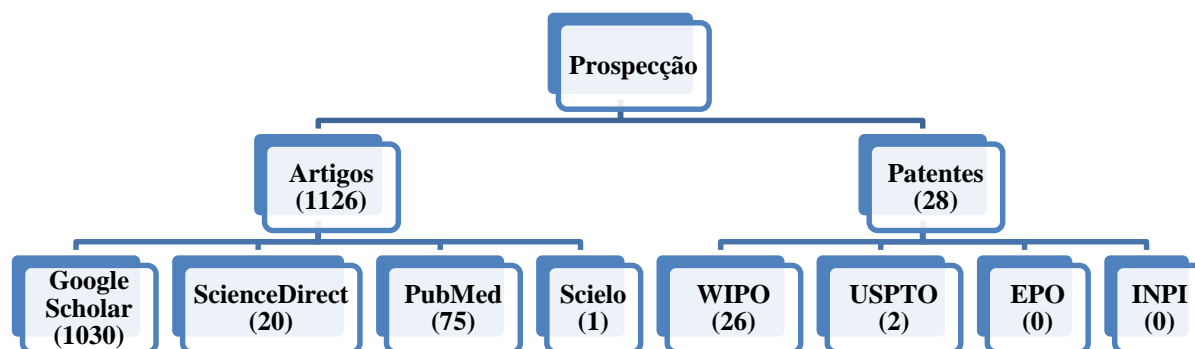 Prospecção
Artigos
(1126)
Patentes
(28)
Google
Scholar
(1030)
ScienceDirect
(20)
PubMed
(75)
Scielo
(1)
WIPO
(26)
USPTO
(2)
EPO
(0)
INPI
(0)